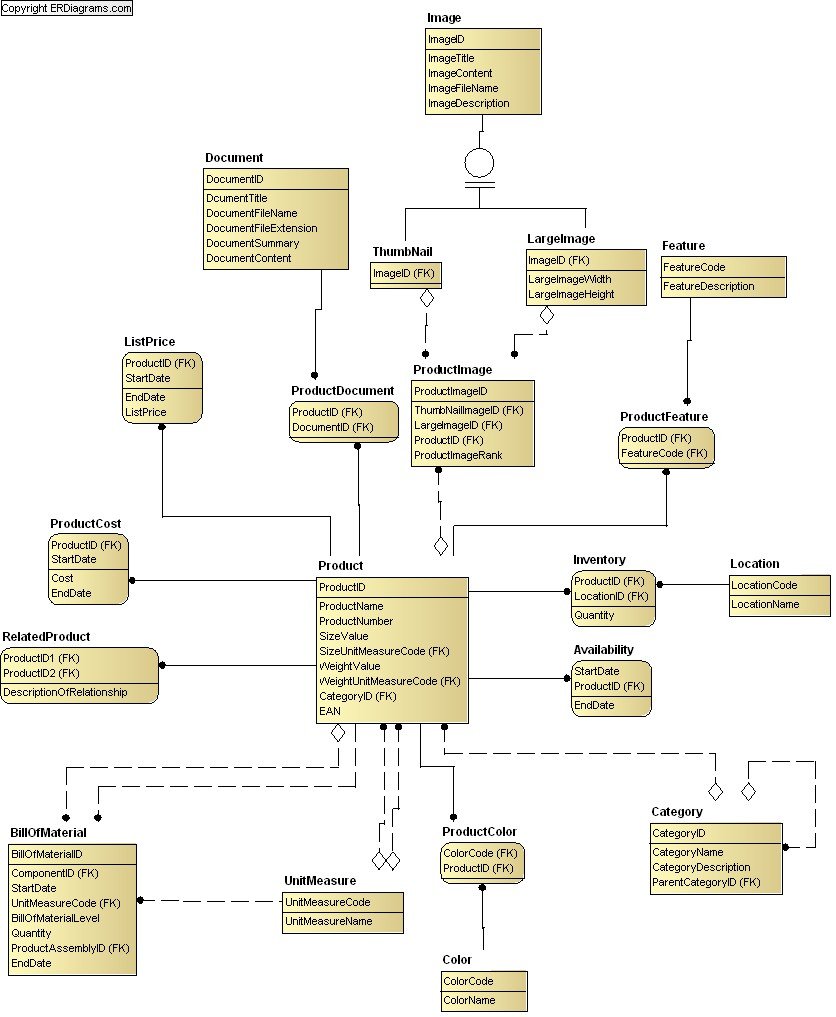 Copyright ERDiagrams.com
Image
ImageID
ImageTitle
ImageContent
ImageFileName
ImageDescription
Document
DocumentID
DcumentTitle
DocumentFileName
DocumentFileExtension
DocumentSummary
DocumentContent
ThumbNail
ImageID (FK)
LargeImage
ImageID (FK)
LargeImageWidth
LargeImageHeight
Feature
FeatureCode
FeatureDescription
ListPrice
ProductID (FK)
StartDate
EndDate
ListPrice
ProductDocument
ProductID (FK)
DocumentID (FK)
ProductImage
ProductImageID
ThumbNailImageID (FK)
LargeImageID (FK)
ProductID (FK)
ProductImageRank
ProductFeature
ProductID (FK)
FeatureCode (FK)
ProductCost
ProductID (FK)
StartDate
Cost
EndDate
Product
ProductID
ProductName
ProductNumber
SizeValue
SizeUnitMeasureCode (FK)
WeightValue
WeightUnitMeasureCode (FK)
CategoryID (FK)
EAN
Inventory
ProductID (FK)
LocationID (FK)
Quantity
Location
LocationCode
LocationName
RelatedProduct
ProductID1 (FK)
ProductID2 (FK)
DescriptionOfRelationship
Availability
StartDate
ProductID (FK)
EndDate
BillOfMaterial
BillOfMaterialID
ComponentID (FK)
StartDate
UnitMeasureCode (FK)
BillOfMaterialLevel
Quantity
ProductAssemblyID (FK)
EndDate
UnitMeasure
UnitMeasureCode
UnitMeasureName
ProductColor
ColorCode (FK)
ProductID (FK)
Category
CategoryID
CategoryName
CategoryDescription
ParentCategoryID (FK)
Color
ColorCode
ColorName